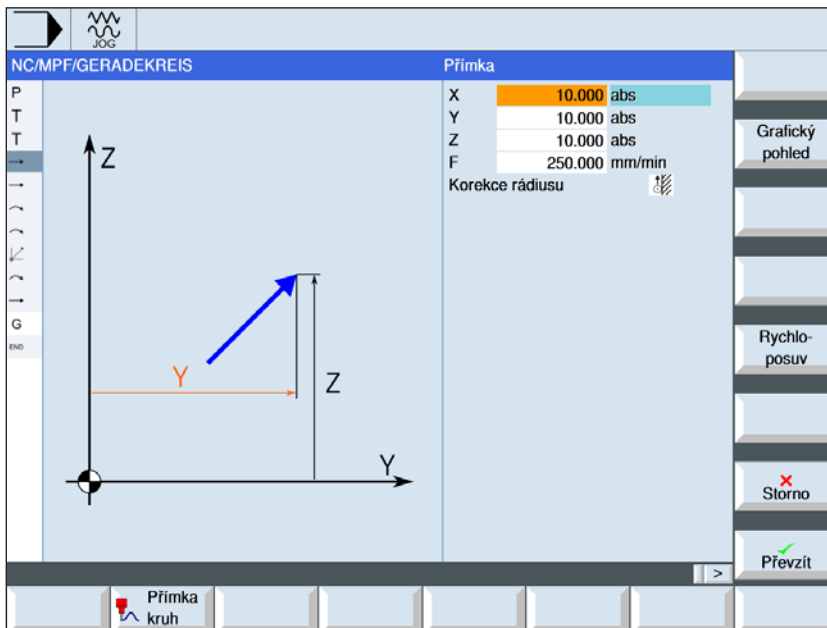 JOG
NC/MPF/GERADEKREIS
Přímka
P
T
T
G
END
Z
Y
Z
Y
X 10.000 abs
Y 10.000 abs
Z 10.000 abs
F 250.000 mm/min
Korekce rádiusu
Grafický
pohled
Rychlo-
posuv
Storno
Převzít
>
Přímka
kruh